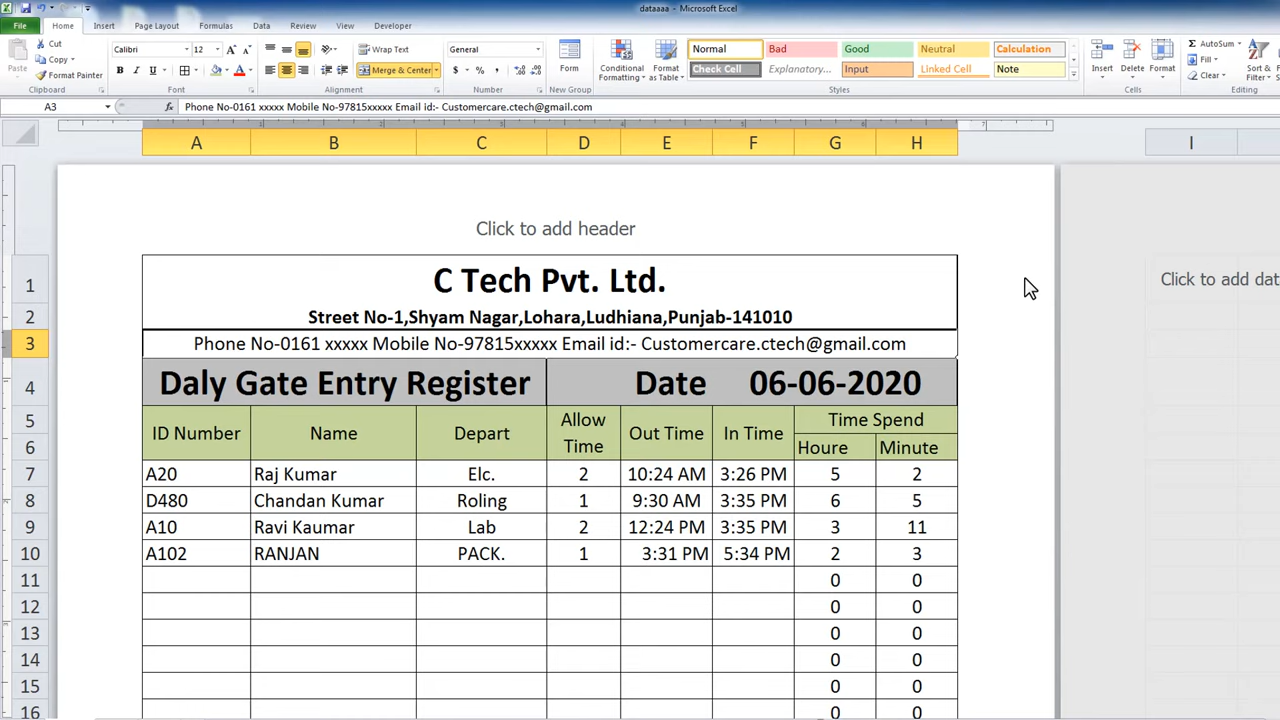 dataaaa - Microsoft Excel
File Home Insert Page Layout Formulas Data Review View Developer
Cut Calibri 12 Wrap Text General Normal Bad Good Neutral Calculation AutoSum
Paste Copy Form Conditional Formatting Format as Table Fill Sort & Filter
Format Painter B I U Merge & Center $ % , Check Cell Explanatory... Input Linked Cell Note Insert Delete Format Clear
Clipboard Font Alignment Number New Group Styles Cells Editing
A3 fx Phone No-0161 xxxxx Mobile No-97815xxxxx Email id:- Customercare.ctech@gmail.com
A B C D E F G H I
Click to add header
1 C Tech Pvt. Ltd. Click to add dat
2 Street No-1,Shyam Nagar,Lohara,Ludhiana,Punjab-141010
3 Phone No-0161 xxxxx Mobile No-97815xxxxx Email id:- Customercare.ctech@gmail.com
4 Daly Gate Entry Register Date 06-06-2020
5 ID Number Name Depart Allow Time Out Time In Time Time Spend
6 Houre Minute
7 A20 Raj Kumar Elc. 2 10:24 AM 3:26 PM 5 2
8 D480 Chandan Kumar Roling 1 9:30 AM 3:35 PM 6 5
9 A10 Ravi Kaumar Lab 2 12:24 PM 3:35 PM 3 11
10 A102 RANJAN PACK. 1 3:31 PM 5:34 PM 2 3
11 0 0
12 0 0
13 0 0
14 0 0
15 0 0
16 0 0